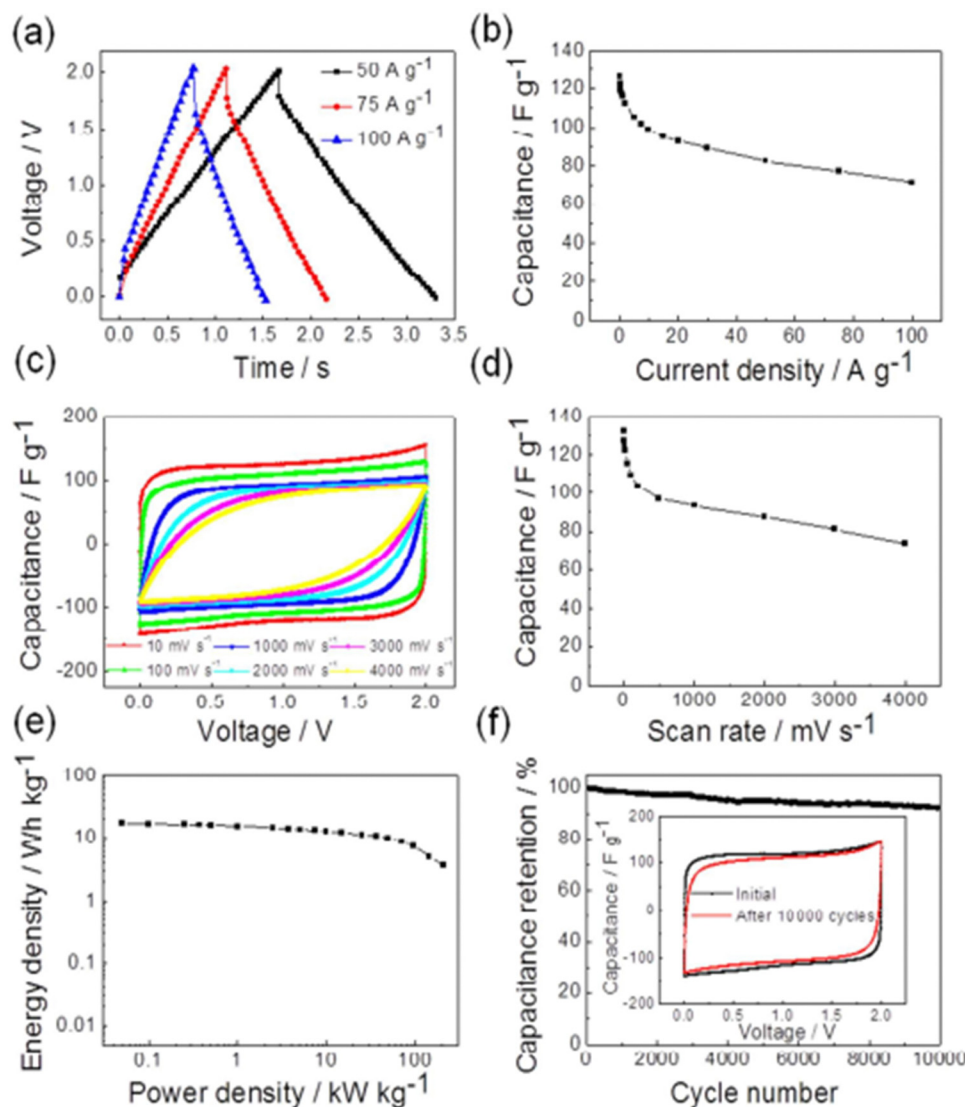 (a)
Voltage / V
2.0
1.5
1.0
0.5
0.0
50 A g⁻¹
75 A g⁻¹
100 A g⁻¹
0.0 0.5 1.0 1.5 2.0 2.5 3.0 3.5
Time / s
(b)
Capacitance / F g⁻¹
140
120
100
80
60
40
20
0
0 20 40 60 80 100
Current density / A g⁻¹
(c)
Capacitance / F g⁻¹
200
100
0
-100
-200
10 mV s⁻¹ 1000 mV s⁻¹ 3000 mV s⁻¹
100 mV s⁻¹ 2000 mV s⁻¹ 4000 mV s⁻¹
0.0 0.5 1.0 1.5 2.0
Voltage / V
(d)
Capacitance / F g⁻¹
140
120
100
80
60
40
20
0
0 1000 2000 3000 4000
Scan rate / mV s⁻¹
(e)
Energy density / Wh kg⁻¹
100
10
1
0.1
0.01
0.1 1 10 100
Power density / kW kg⁻¹
(f)
Capacitance retention / %
100
80
60
40
20
0
Capacitance / F g⁻¹
200
100
0
-100
-200
Initial
After 10000 cycles
0.0 0.5 1.0 1.5 2.0
Voltage / V
0 2000 4000 6000 8000 10000
Cycle number